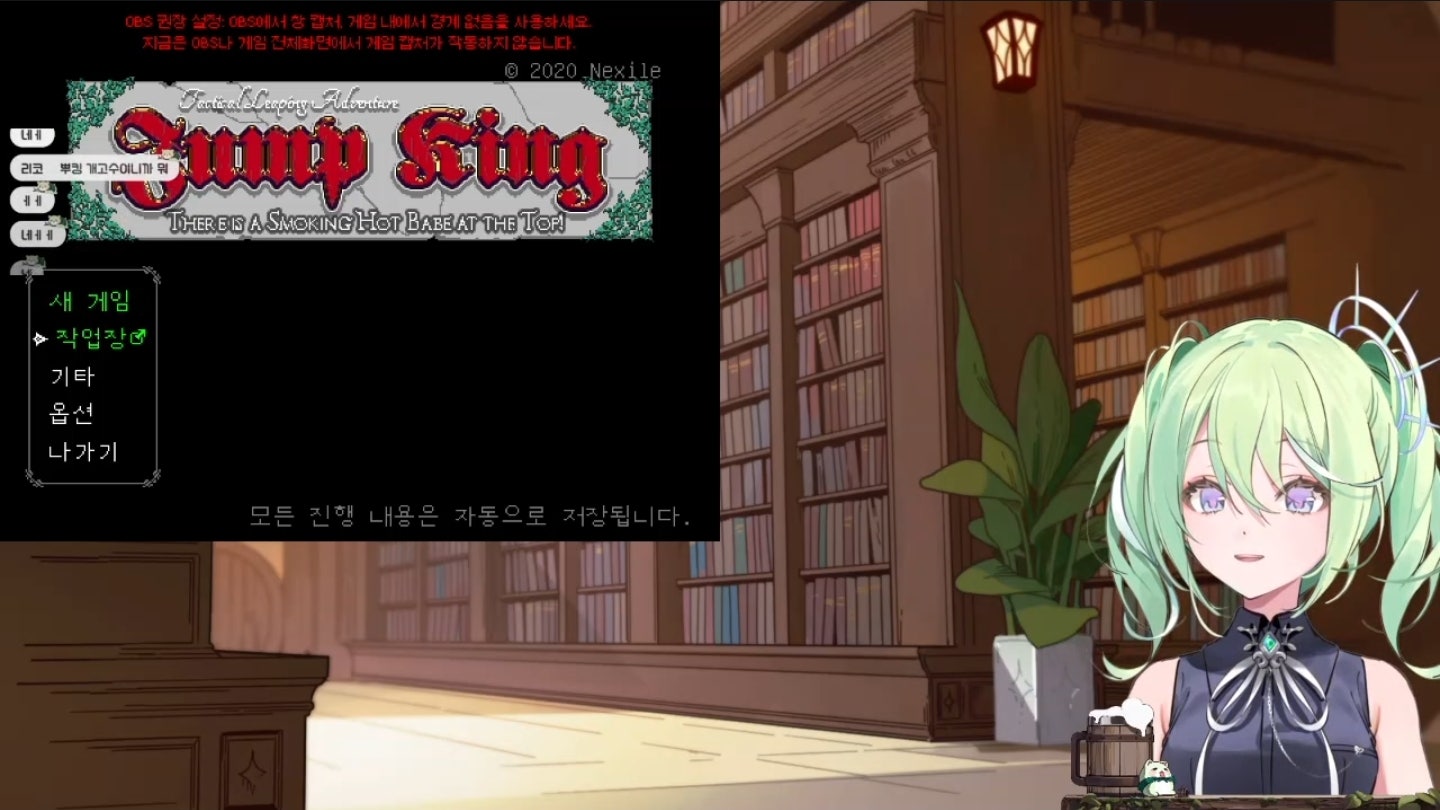 OBS 권장 설정: OBS에서 창 캡처, 게임 내에서 경계 없음을 사용하세요.
지금은 OBS나 게임 전체화면에서 게임 캡처가 작동하지 않습니다.
© 2020 Nexile
Tactical Leaping Adventure
Jump King
THERE IS A SMOKING HOT BABE AT THE TOP!
네ㅔ
리코 뿌킹 개고수이니까 뭐
ㅔㅔ
네ㅔㅔ
새 게임
작업장
기타
옵션
나가기
모든 진행 내용은 자동으로 저장됩니다.